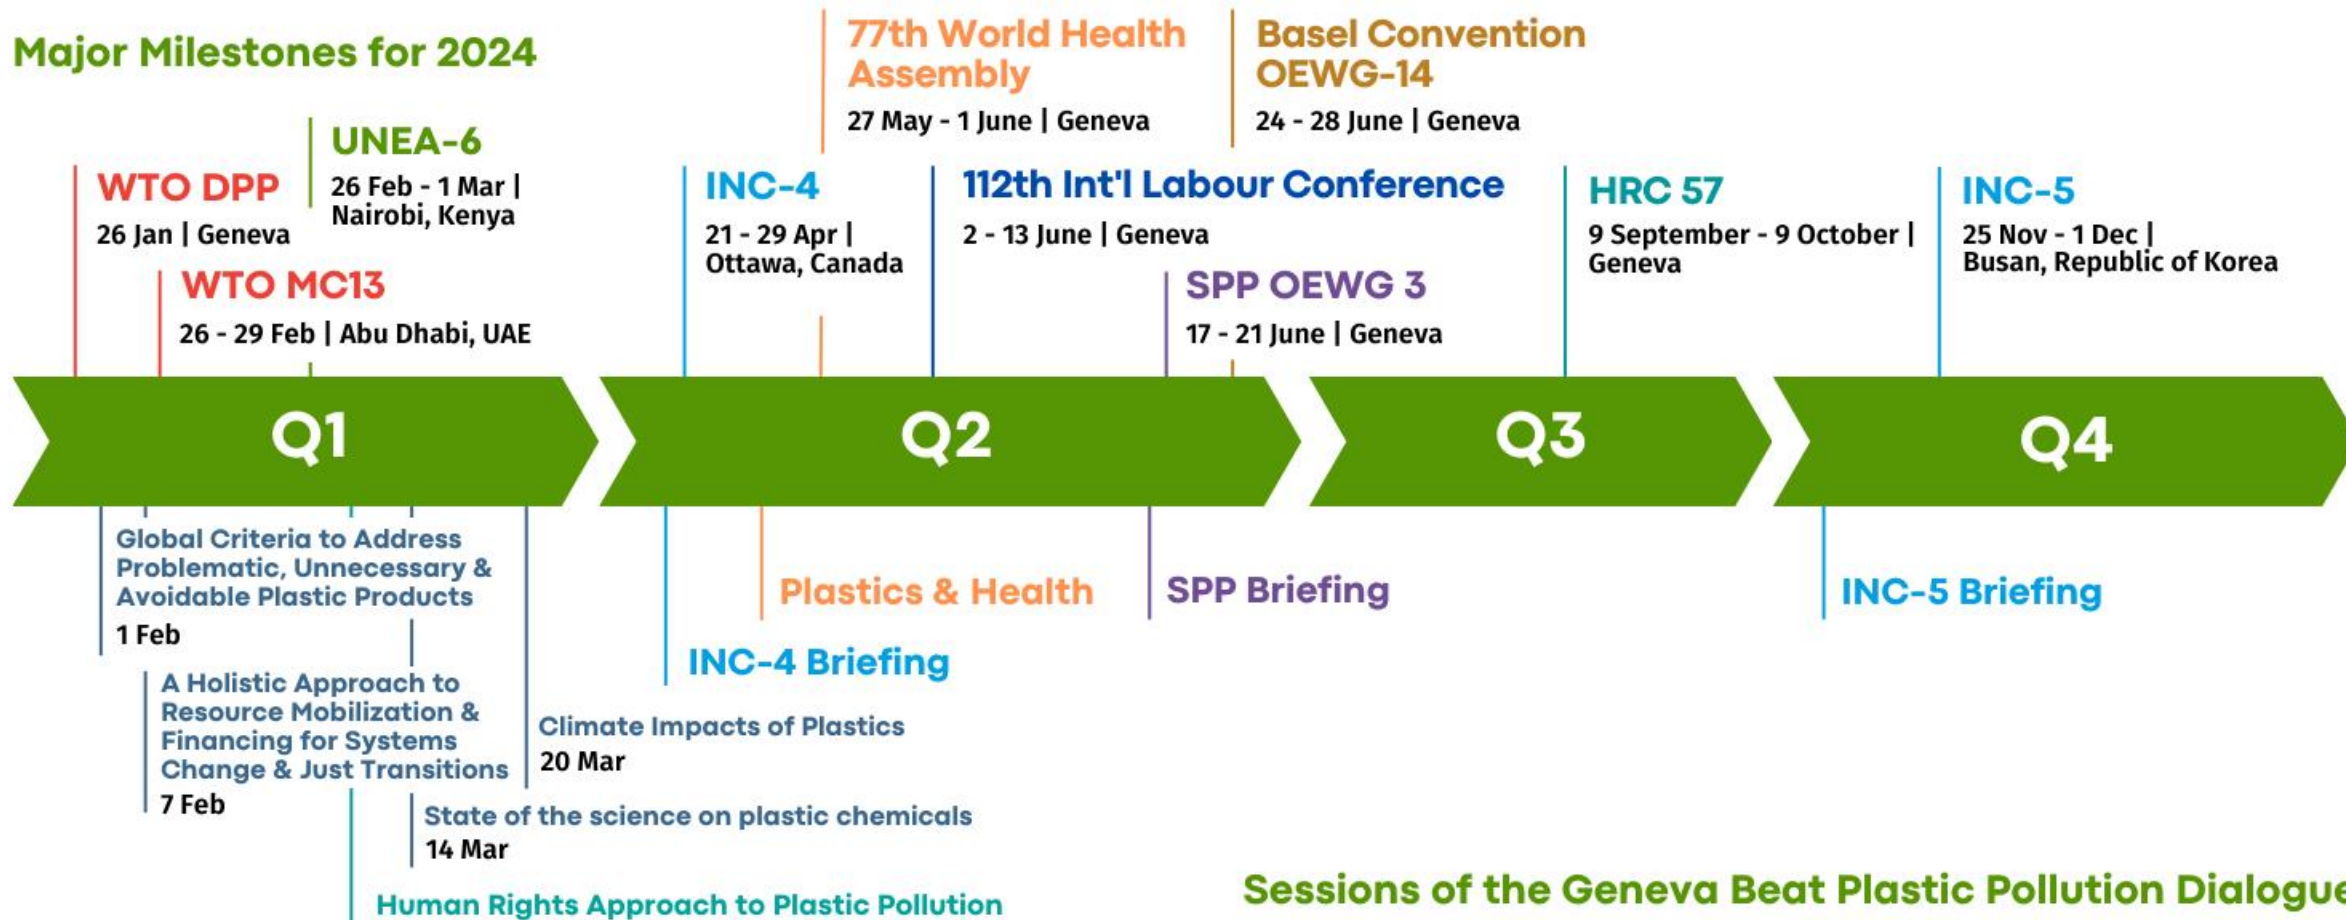 Major Milestones for 2024
77th World Health
Assembly
27 May - 1 June | Geneva
Basel Convention
OEWG-14
24 - 28 June | Geneva
UNEA-6
26 Feb - 1 Mar |
Nairobi, Kenya
WTO DPP
26 Jan | Geneva
WTO MC13
26 - 29 Feb | Abu Dhabi, UAE
INC-4
21 - 29 Apr |
Ottawa, Canada
112th Int'l Labour Conference
2 - 13 June | Geneva
SPP OEWG 3
17 - 21 June | Geneva
HRC 57
9 September - 9 October |
Geneva
INC-5
25 Nov - 1 Dec |
Busan, Republic of Korea
Q1
Q2
Q3
Q4
Global Criteria to Address
Problematic, Unnecessary &
Avoidable Plastic Products
1 Feb
A Holistic Approach to
Resource Mobilization &
Financing for Systems
Change & Just Transitions
7 Feb
Plastics & Health
SPP Briefing
INC-5 Briefing
INC-4 Briefing
Climate Impacts of Plastics
20 Mar
State of the science on plastic chemicals
14 Mar
Human Rights Approach to Plastic Pollution
Sessions of the Geneva Beat Plastic Pollution Dialogue